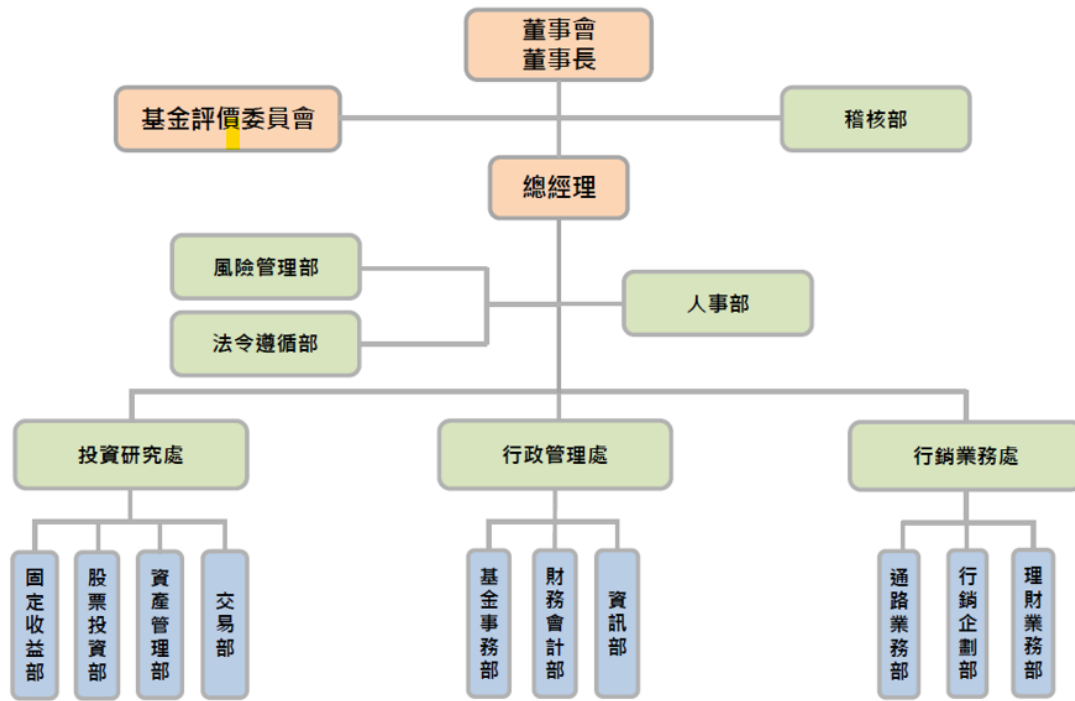 董事會
董事長
基金評價委員會
稽核部
總經理
風險管理部
人事部
法令遵循部
投資研究處
行政管理處
行銷業務處
固定收益部
股票投資部
資產管理部
交易部
基金事務部
財務會計部
資訊部
通路業務部
行銷企劃部
理財業務部